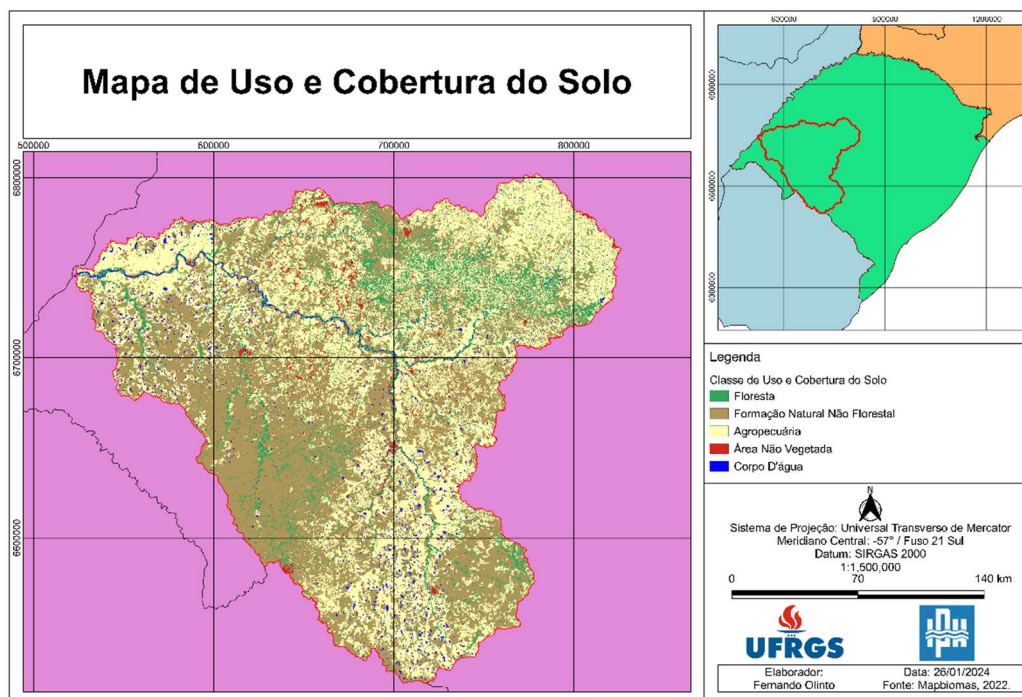 Mapa de Uso e Cobertura do Solo
500000
600000
700000
800000
6800000
6700000
6600000
600000
900000
1200000
Legenda
Classe de Uso e Cobertura do Solo
Floresta
Formação Natural Não Florestal
Agropecuária
Área Não Vegetada
Corpo D'água
N
Sistema de Projeção: Universal Transverso de Mercator
Meridiano Central: -57° / Fuso 21 Sul
Datum: SIRGAS 2000
1:1,500,000
0 70 140 km
UFRGS
IPH
Elaborador:
Fernando Olinto
Data: 26/01/2024
Fonte: Mapbiomas, 2022.